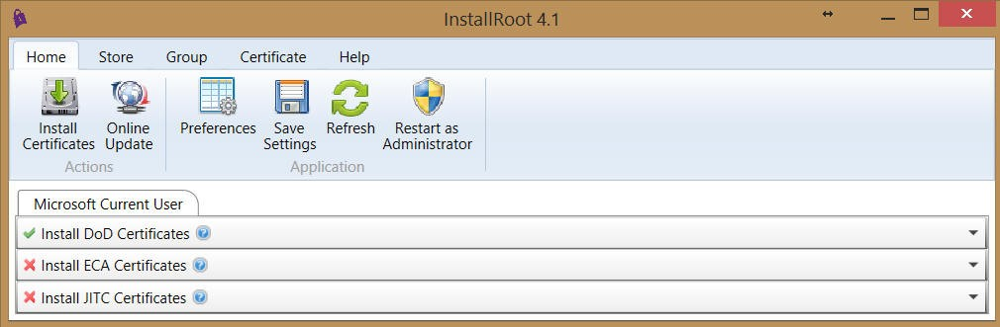 InstallRoot 4.1
Home Store Group Certificate Help
Install Online Preferences Save Refresh Restart as
Certificates Update Settings Administrator
Actions Application
Microsoft Current User
Install DoD Certificates ?
Install ECA Certificates ?
Install JITC Certificates ?